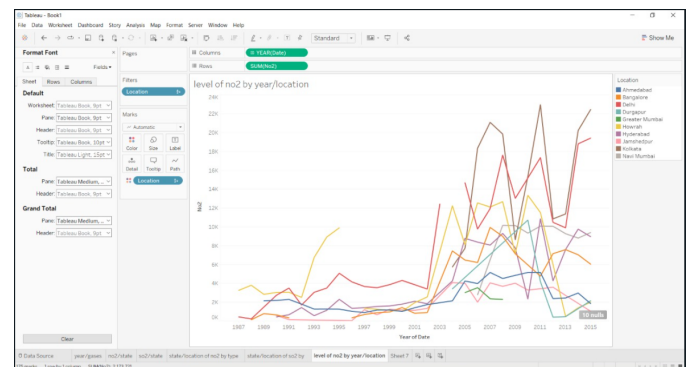 Tableau - Book1
File Data Worksheet Dashboard Story Analysis Map Format Server Window Help
Standard
Show Me
Format Font
Fields
Sheet Rows Columns
Default
Worksheet: Tableau Book, 9pt
Pane: Tableau Book, 9pt
Header: Tableau Book, 9pt
Tooltip: Tableau Book, 10pt
Title: Tableau Light, 15pt
Total
Pane: Tableau Medium, ...
Header: Tableau Book, 9pt
Grand Total
Pane: Tableau Medium, ...
Header: Tableau Book, 9pt
Clear
Pages
Filters
Location
Marks
Automatic
Color Size Label
Detail Tooltip Path
Location
Columns YEAR(Date)
Rows SUM(No2)
level of no2 by year/location
24K
22K
20K
18K
16K
14K
12K
10K
8K
6K
4K
2K
0K
No2
1987 1989 1991 1993 1995 1997 1999 2001 2003 2005 2007 2009 2011 2013 2015
Year of Date
10 nulls
Location
Ahmedabad
Bangalore
Delhi
Durgapur
Greater Mumbai
Howrah
Hyderabad
Jamshedpur
Kolkata
Navi Mumbai
Data Source year/gases no2/state so2/state state/location of no2 by type state/location of so2 by level of no2 by year/location Sheet 7